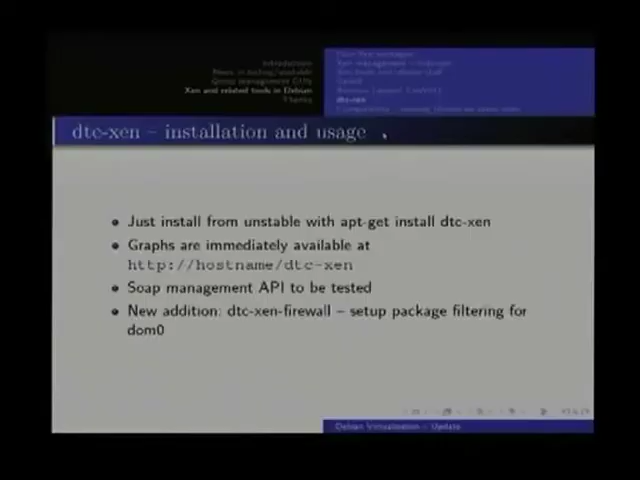 Introduction
News in testing/unstable
Group management GUIs
Xen and related tools in Debian
Thanks
dtc-xen
dtc-xen – installation and usage
Just install from unstable with apt-get install dtc-xen
Graphs are immediately available at
http://hostname/dtc-xen
Soap management API to be tested
New addition: dtc-xen-firewall – setup package filtering for
dom0
Debian Virtualisation – Update